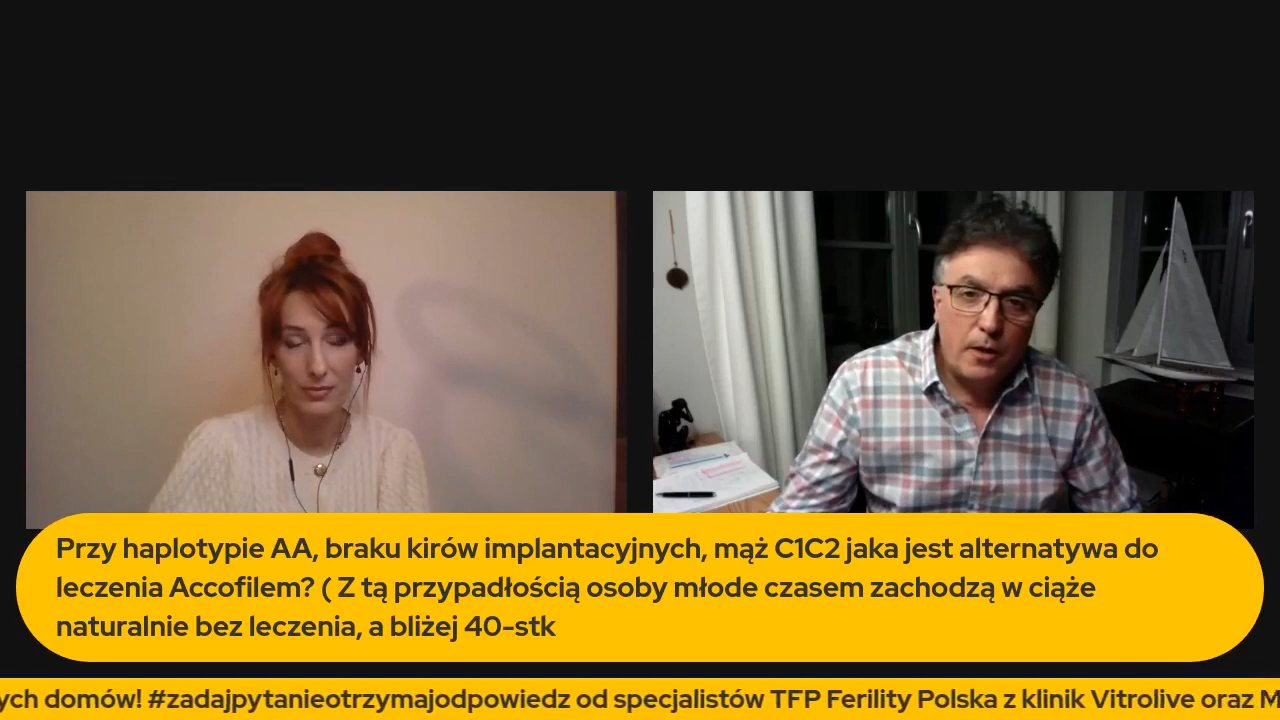 Przy haplotypie AA, braku kirów implantacyjnych, mąż C1C2 jaka jest alternatywa do
leczenia Accofilem? ( Z tą przypadłością osoby młode czasem zachodzą w ciąże
naturalnie bez leczenia, a bliżej 40-stk
ych domów! #zadajpytanieotrzymajodpowiedz od specjalistów TFP Ferility Polska z klinik Vitrolive oraz M